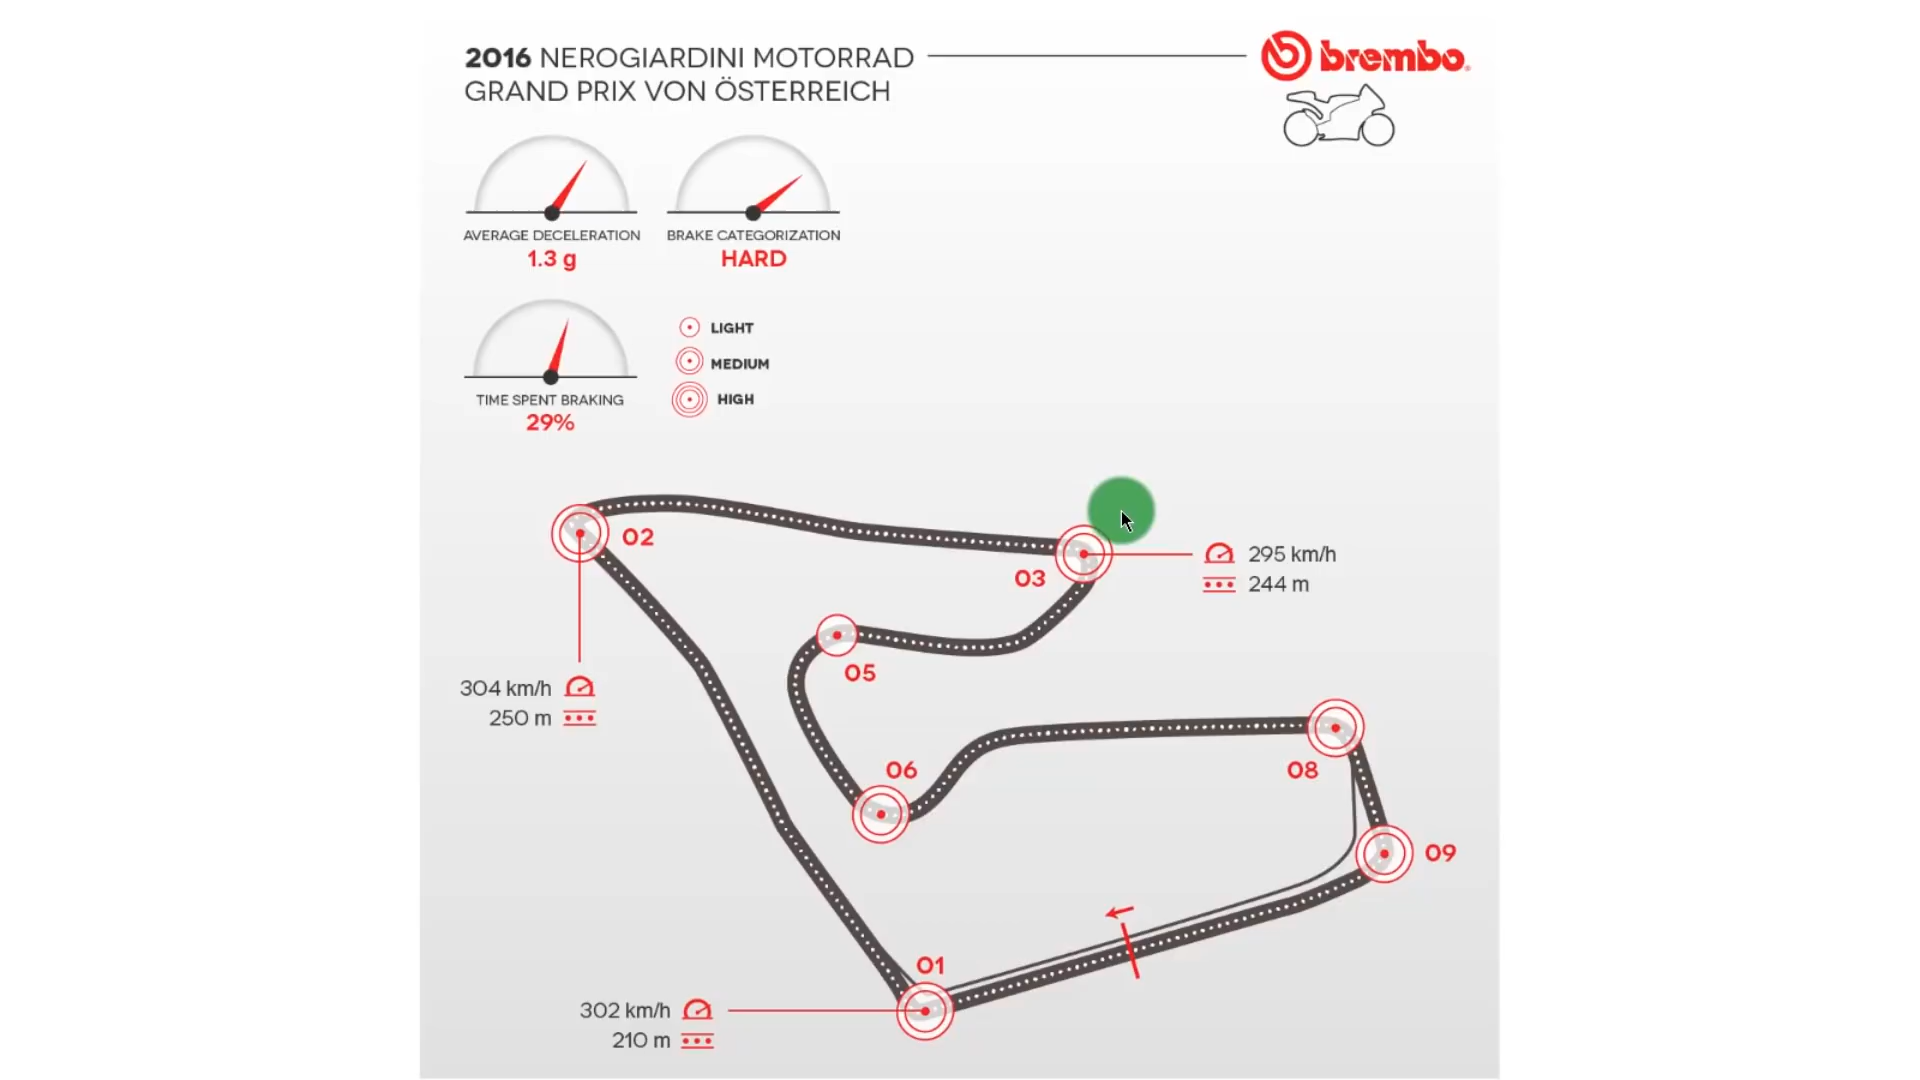 2016 NEROGIARDINI MOTORRAD
GRAND PRIX VON ÖSTERREICH
brembo
AVERAGE DECELERATION
1.3 g
BRAKE CATEGORIZATION
HARD
TIME SPENT BRAKING
29%
LIGHT
MEDIUM
HIGH
02
03
295 km/h
244 m
05
304 km/h
250 m
06
08
09
01
302 km/h
210 m